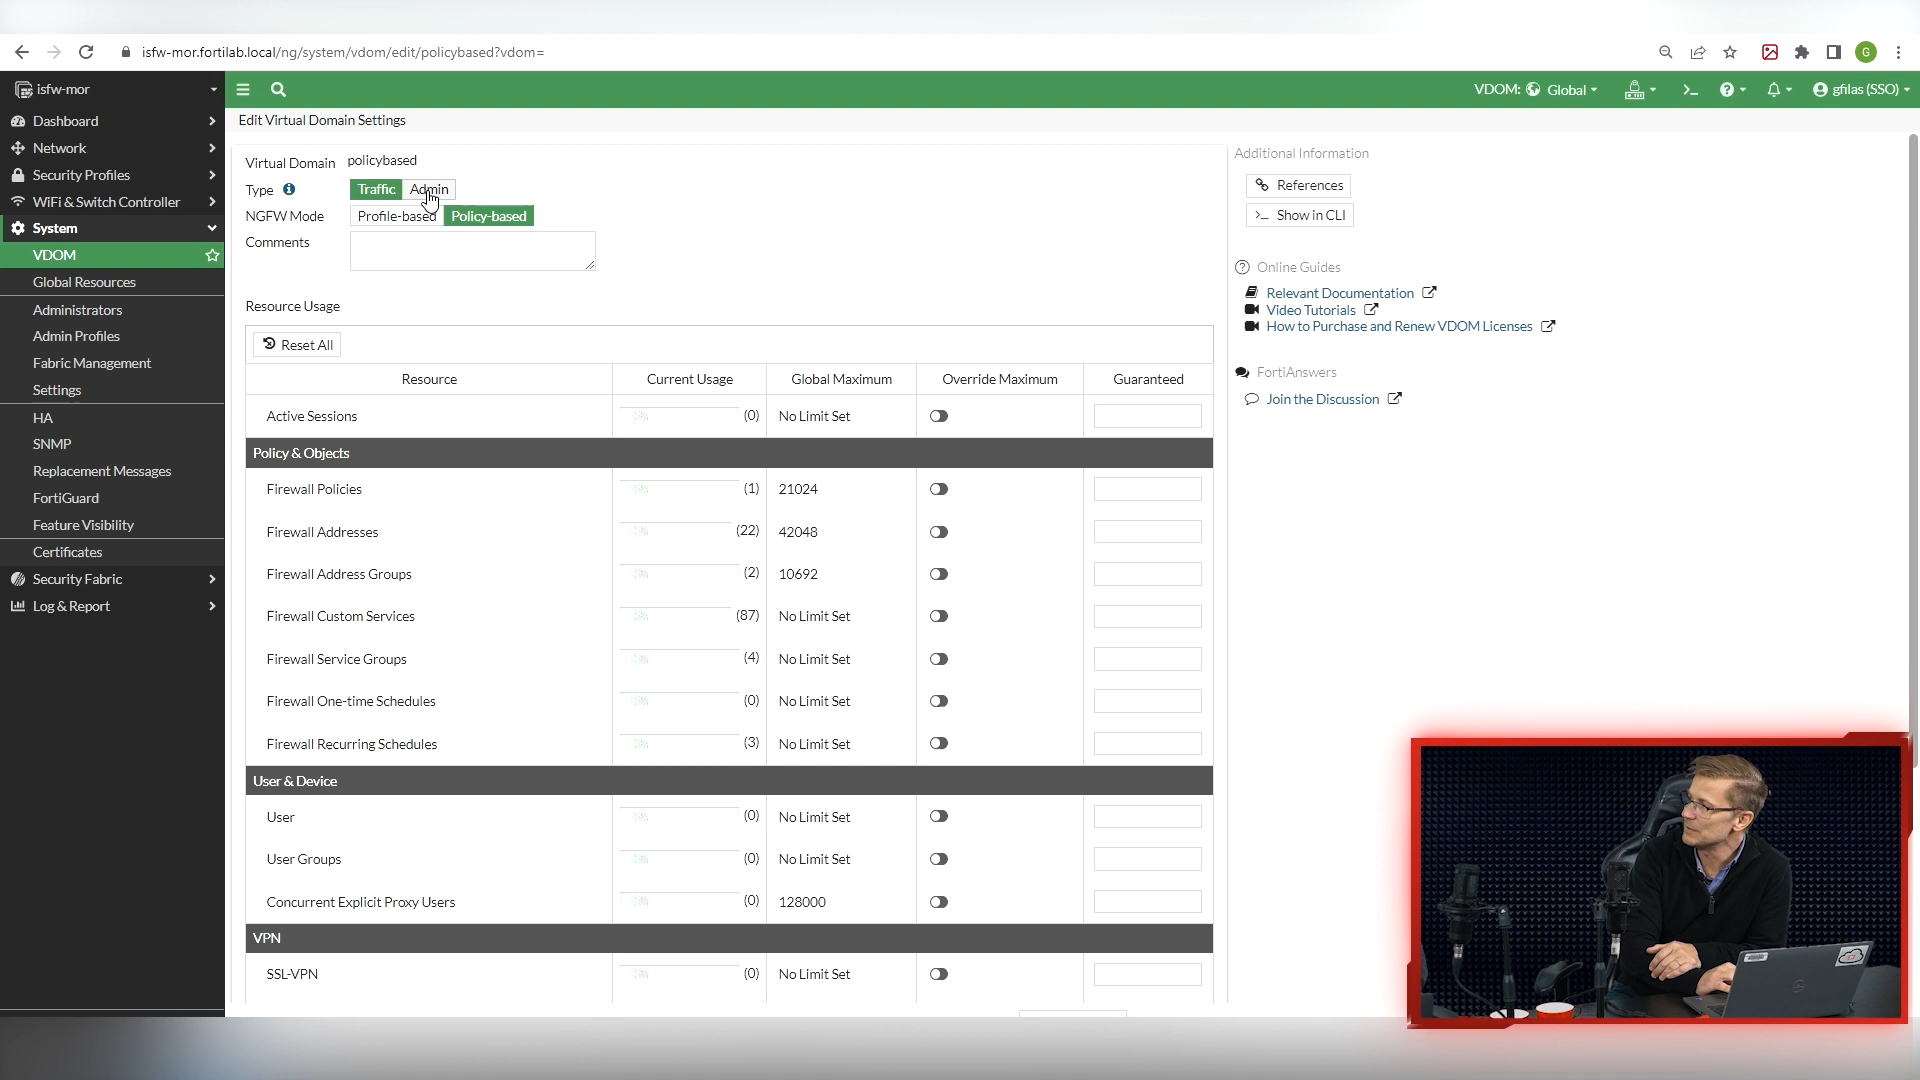 isfw-mor.fortilab.local/ng/system/vdom/edit/policybased?vdom=
G
isfw-mor
VDOM: Global
gfilas (SSO)
Dashboard
Network
Security Profiles
WiFi & Switch Controller
System
VDOM
Global Resources
Administrators
Admin Profiles
Fabric Management
Settings
HA
SNMP
Replacement Messages
FortiGuard
Feature Visibility
Certificates
Security Fabric
Log & Report
Edit Virtual Domain Settings
Virtual Domain policybased
Type Traffic Admin
NGFW Mode Profile-based Policy-based
Comments
Resource Usage
Reset All
Resource Current Usage Global Maximum Override Maximum Guaranteed
Active Sessions (0) No Limit Set
Policy & Objects
Firewall Policies (1) 21024
Firewall Addresses (22) 42048
Firewall Address Groups (2) 10692
Firewall Custom Services (87) No Limit Set
Firewall Service Groups (4) No Limit Set
Firewall One-time Schedules (0) No Limit Set
Firewall Recurring Schedules (3) No Limit Set
User & Device
User (0) No Limit Set
User Groups (0) No Limit Set
Concurrent Explicit Proxy Users (0) 128000
VPN
SSL-VPN (0) No Limit Set
Additional Information
References
Show in CLI
Online Guides
Relevant Documentation
Video Tutorials
How to Purchase and Renew VDOM Licenses
FortiAnswers
Join the Discussion